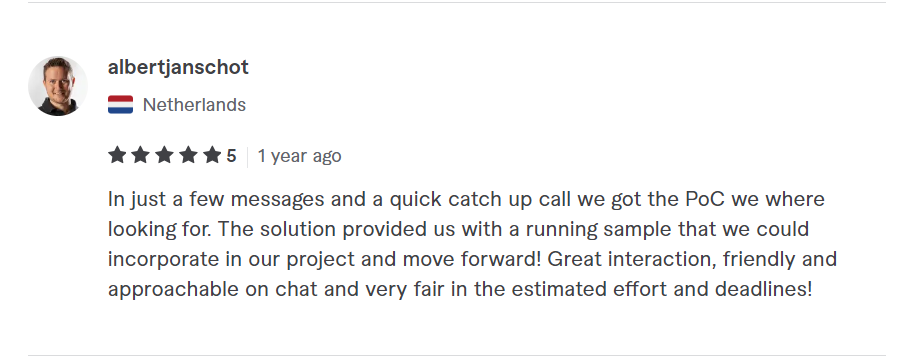 albertjanschot
Netherlands
5 1 year ago
In just a few messages and a quick catch up call we got the PoC we where
looking for. The solution provided us with a running sample that we could
incorporate in our project and move forward! Great interaction, friendly and
approachable on chat and very fair in the estimated effort and deadlines!